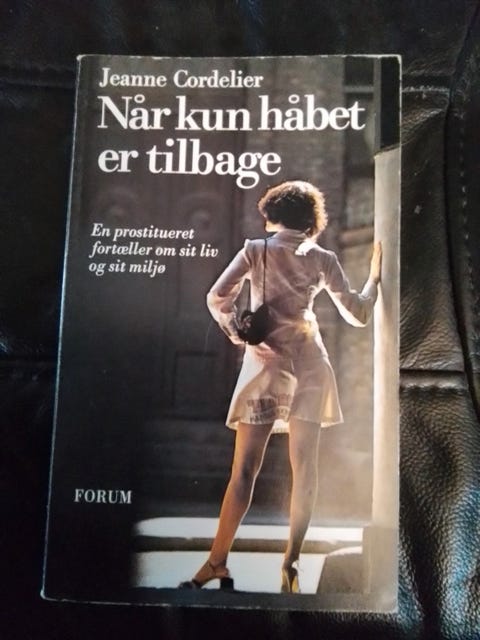 Jeanne Cordelier
Når kun håbet
er tilbage
En prostitueret
fortæller om sit liv
og sit miljø
FORUM